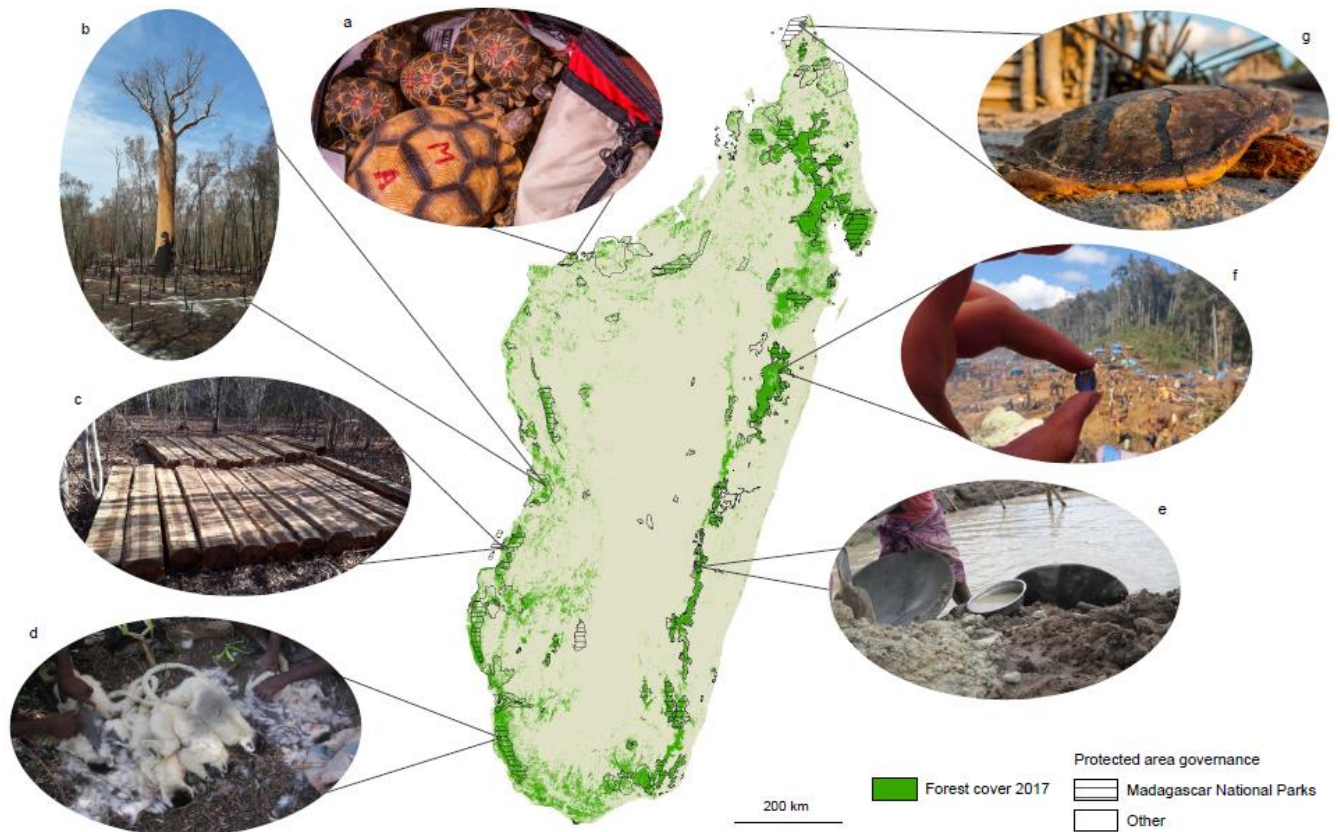 b
a
g
M
A
f
c
e
d
Protected area governance
Forest cover 2017
Madagascar National Parks
200 km
Other